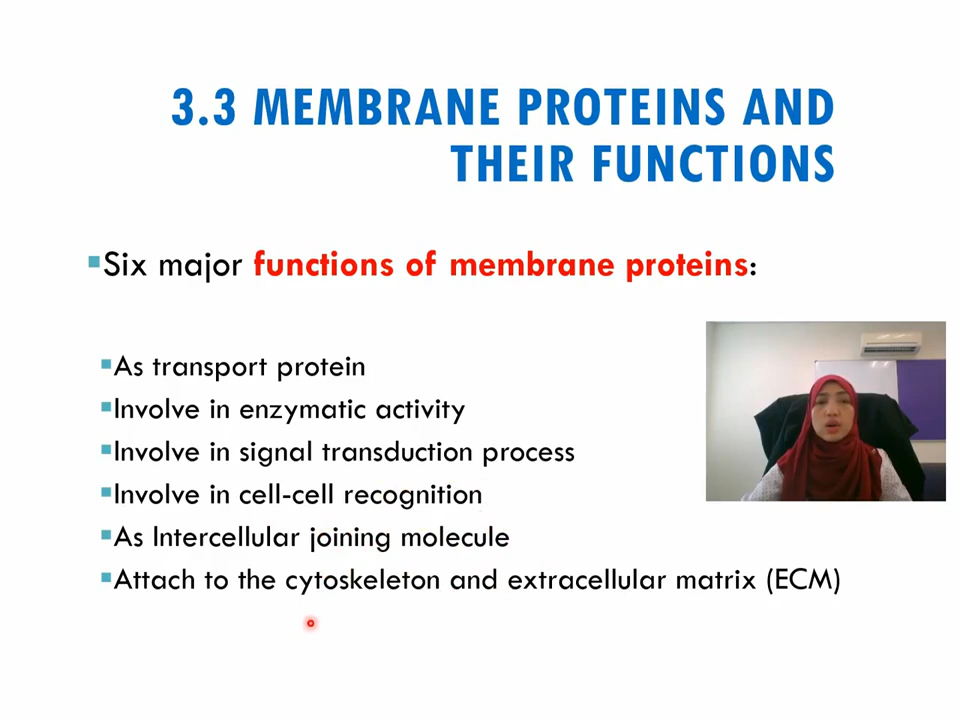 3.3 MEMBRANE PROTEINS AND
THEIR FUNCTIONS
Six major functions of membrane proteins:
As transport protein
Involve in enzymatic activity
Involve in signal transduction process
Involve in cell-cell recognition
As Intercellular joining molecule
Attach to the cytoskeleton and extracellular matrix (ECM)